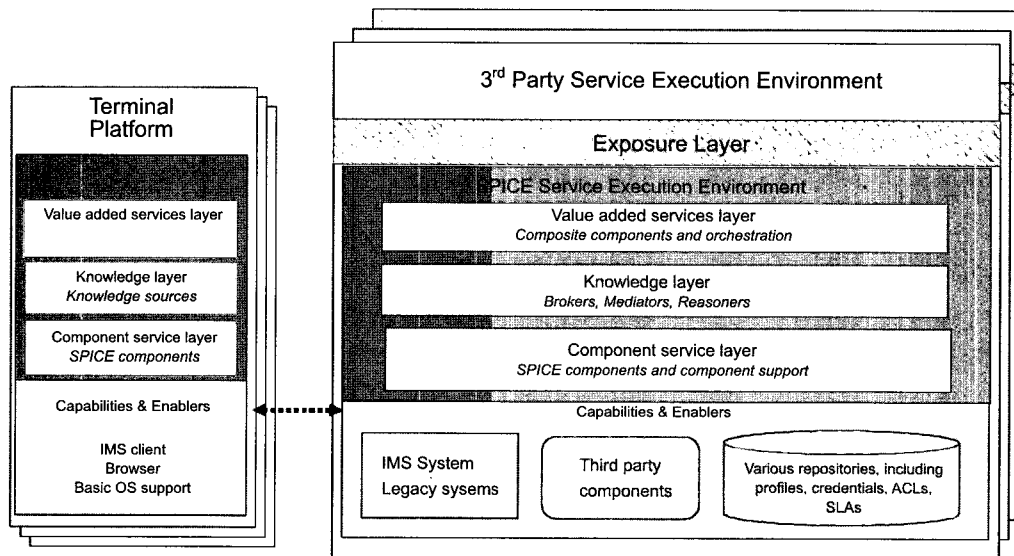 Terminal
Platform
Value added services layer
Knowledge layer
Knowledge sources
Component service layer
SPICE components
Capabilities & Enablers
IMS client
Browser
Basic OS support
3rd Party Service Execution Environment
Exposure Layer
SPICE Service Execution Environment
Value added services layer
Composite components and orchestration
Knowledge layer
Brokers, Mediators, Reasoners
Component service layer
SPICE components and component support
Capabilities & Enablers
IMS System
Legacy sysems
Third party
components
Various repositories, including
profiles, credentials, ACLs,
SLAs